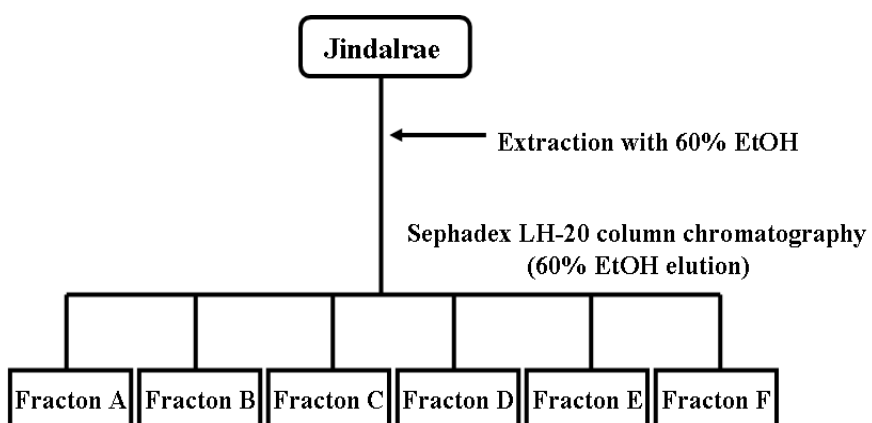 Jindalrae
Extraction with 60% EtOH
Sephadex LH-20 column chromatography
(60% EtOH elution)
Fracton A
Fracton B
Fracton C
Fracton D
Fracton E
Fracton F